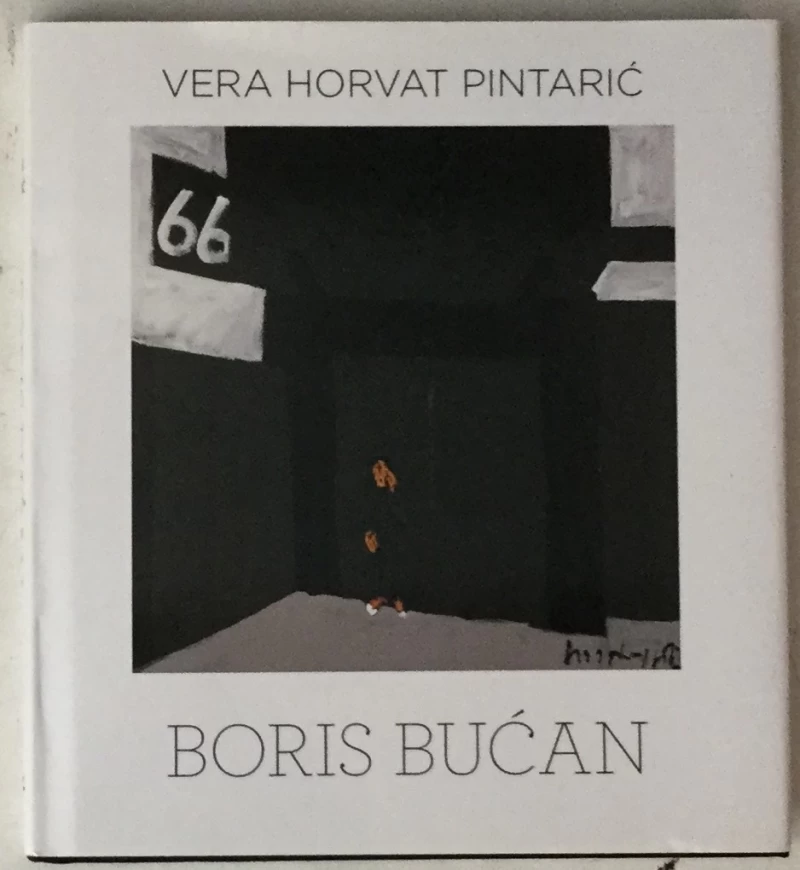 VERA HORVAT PINTARIĆ
66
BORIS BUĆAN